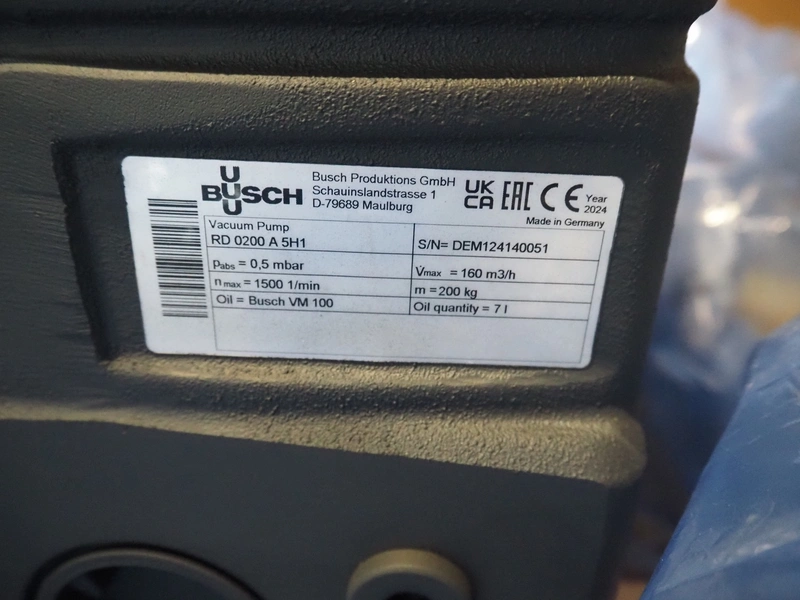 BUSCH
Busch Produktions GmbH
Schauinslandstrasse 1
D-79689 Maulburg
UK CA EAC CE
Year 2024
Made in Germany
Vacuum Pump
RD 0200 A 5H1
S/N= DEM124140051
pabs = 0,5 mbar
V̇max = 160 m3/h
n max = 1500 1/min
m = 200 kg
Oil = Busch VM 100
Oil quantity = 7 l